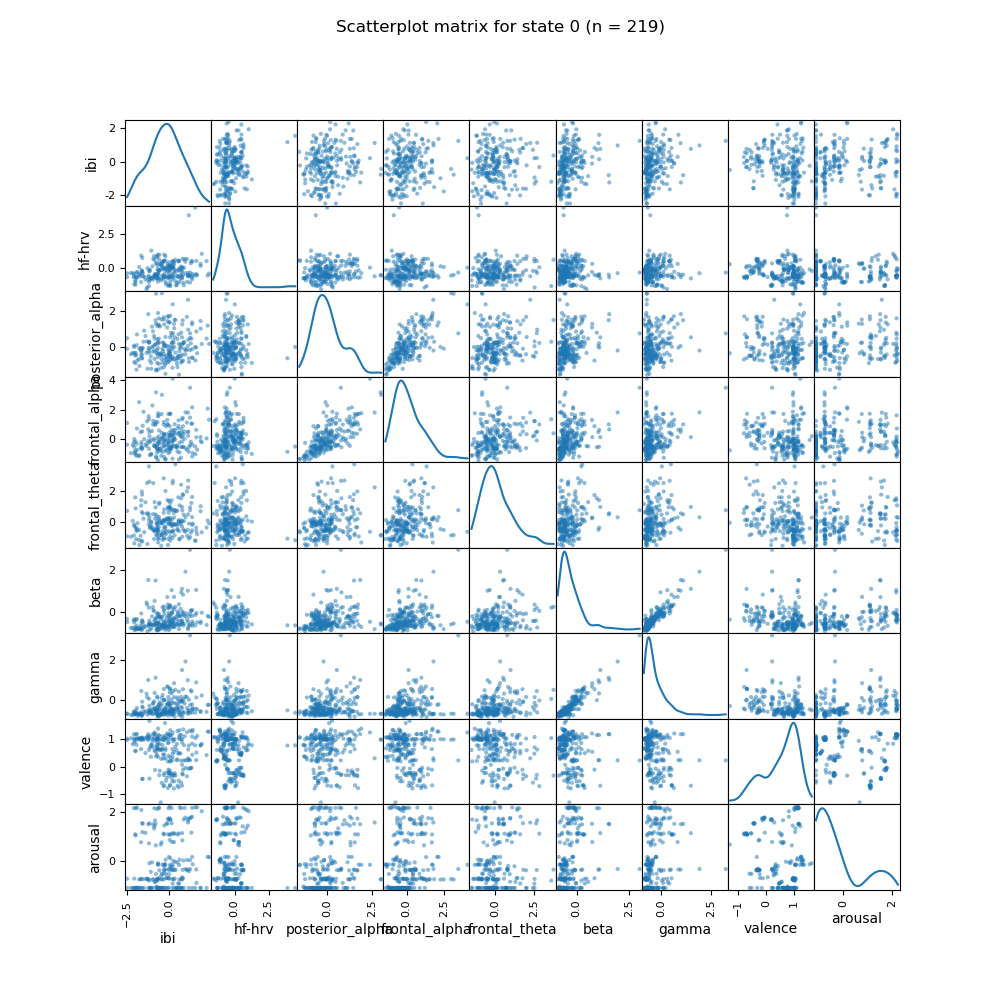 Scatterplot matrix for state 0 (n = 219)
2
0
-2
ibi
2.5
0.0
hf-hrv
2
0
posterior_alpha
4
2
0
frontal_alpha
2
0
frontal_theta
2
0
beta
2
0
gamma
1
0
−1
valence
2
0
arousal
−2.5
0.0
0.0
2.5
0.0
2.5
0.0
2.5
0.0
2.5
0.0
2.5
0.0
2.5
−1
0
1
0
2
ibi
hf-hrv
posterior_alpha
frontal_alpha
frontal_theta
beta
gamma
valence
arousal